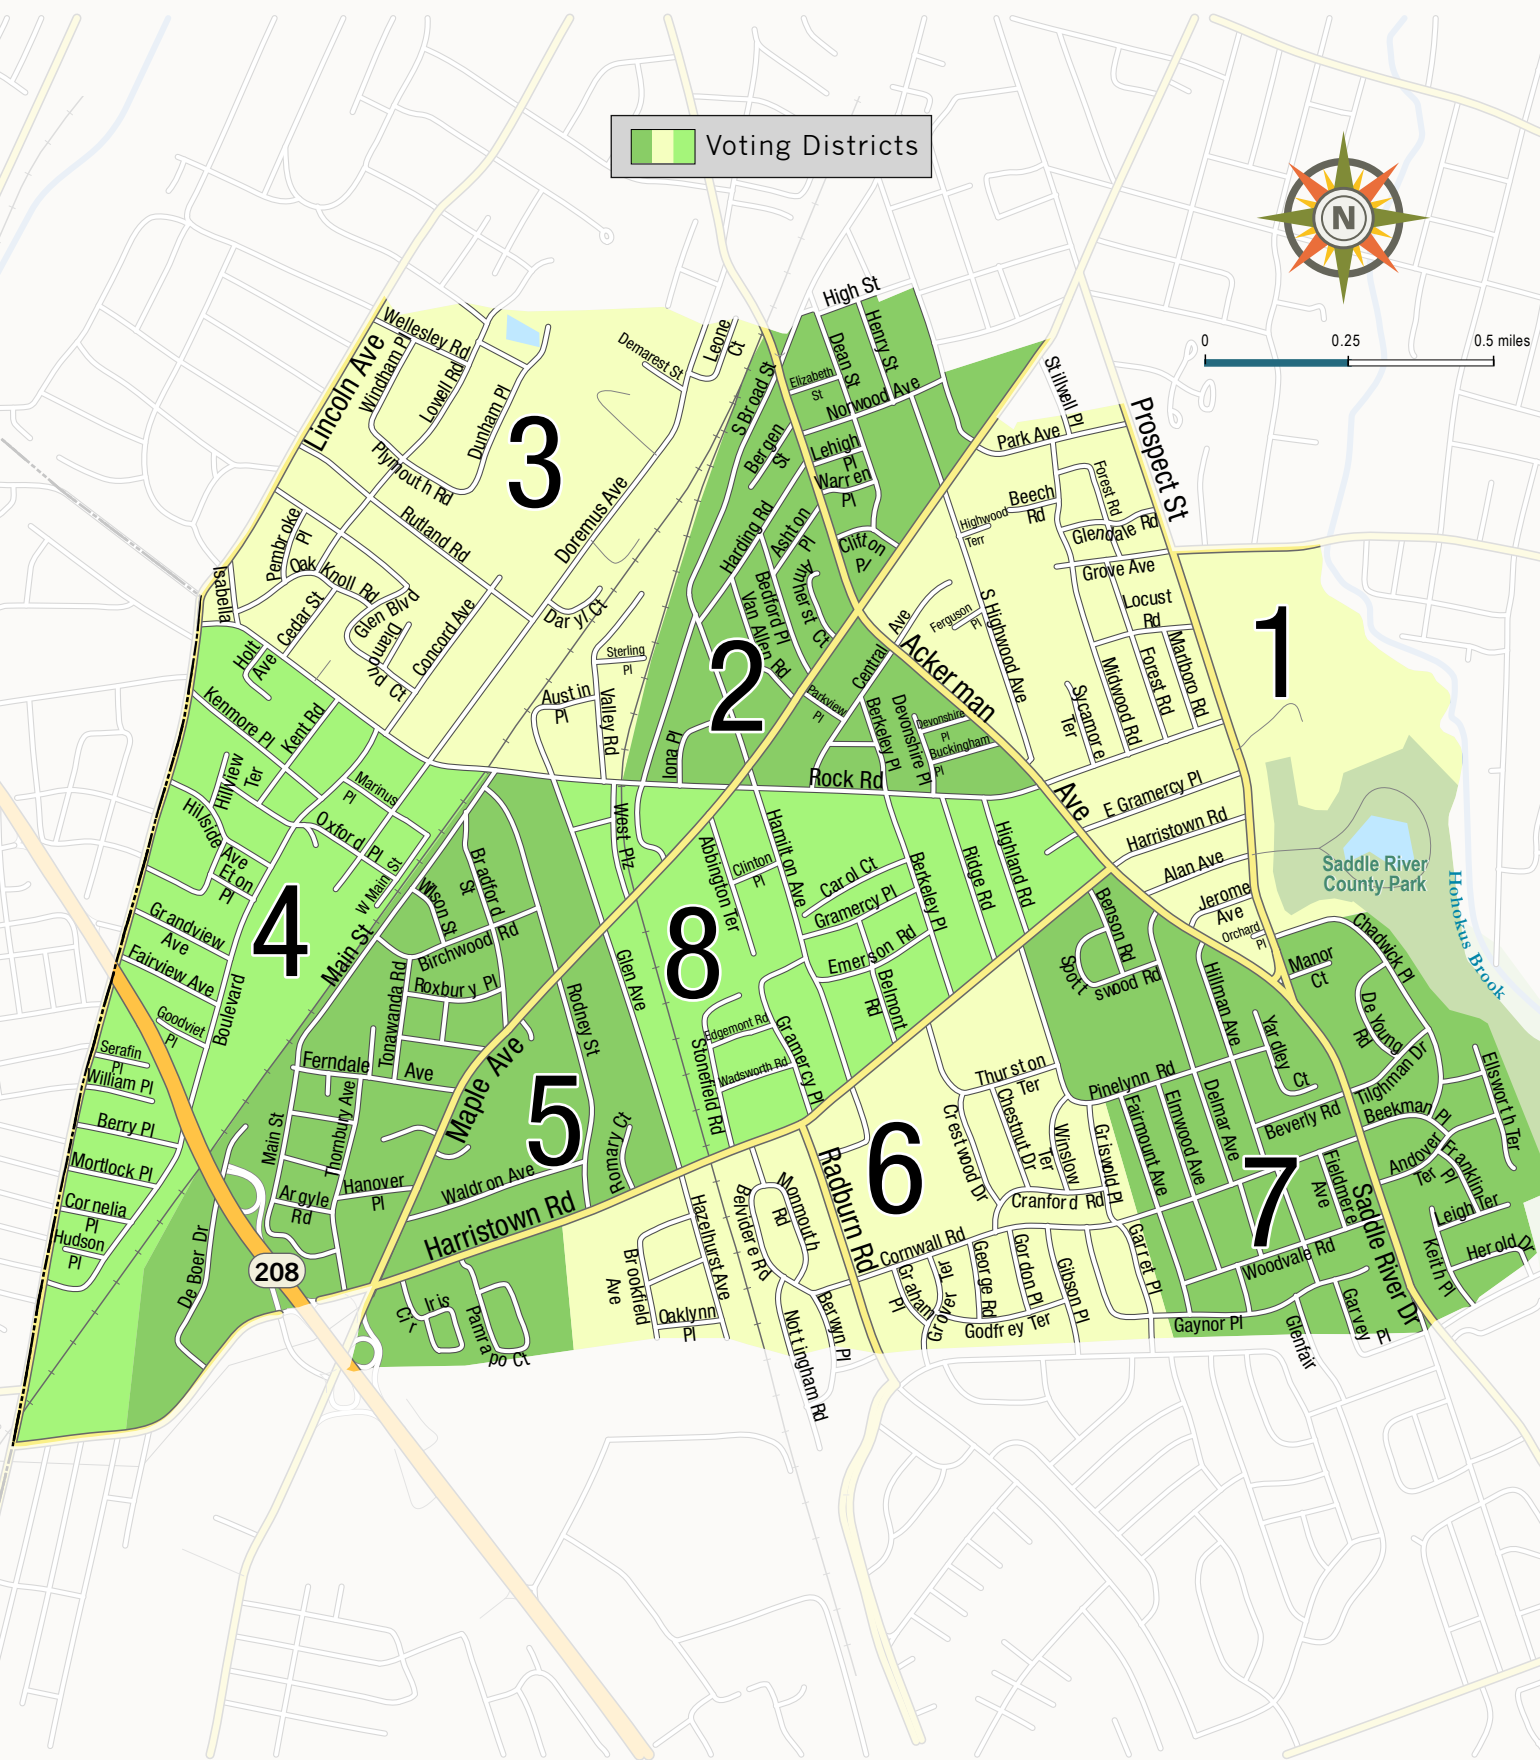 Voting Districts
N
0
0.25
0.5 miles
High St
Henry St
Dean St
Elizabeth
St
Norwood Ave
S Broad St
Bergen
St
Lehigh
Pl
Warren
Pl
Clifton
Pl
Harding Rd
Ashton
Pl
Amherst Ct
Bedford Pl
Van Allen Rd
2
Parkview
Pl
Central
Ave
Iona Pl
Rock Rd
Berkeley Pl
Devonshire Pl
Devonshire
Pl
Buckingham
Pl
Wellesley Rd
Windham Pl
Lincoln Ave
Lowell Rd
Dunham Pl
Plymouth Rd
3
Demarest St
Leone
Ct
Doremus Ave
Rutland Rd
Pembroke
Pl
Oak Knoll Rd
Isabella
Cedar St
Glen Blvd
Diamond Ct
Concord Ave
Daryl Ct
Sterling
Pl
Austin
Pl
Valley Rd
Stillwell Pl
Park Ave
Prospect St
Forest Rd
Beech
Rd
Highwood
Terr
Glendale Rd
Grove Ave
Locust
Rd
Ferguson
Pl
S Highwood Ave
Ackerman
Ave
Sycamore
Ter
Midwood Rd
Forest Rd
Marlboro Rd
1
E Gramercy Pl
Harristown Rd
Alan Ave
Jerome
Ave
Orchard
Pl
Saddle River
County Park
Hohokus Brook
Holt
Ave
Kenmore Pl
Kent Rd
Hillview
Ter
Marinus
Pl
Hillside Ave
Oxford Pl
Eton
Pl
W Main St
Grandview
Ave
4
Fairview Ave
Main St
Boulevard
Goodviet
Pl
Serafin
Pl
William Pl
Berry Pl
Mortlock Pl
Cornelia
Pl
Hudson
Pl
De Boer Dr
208
Bradford
St
Wilson St
Birchwood Rd
Roxbury Pl
Tonawanda Rd
Ferndale
Ave
Main St
Thornbury Ave
Maple Ave
5
Rodney St
Romary Ct
Argyle
Rd
Hanover
Pl
Waldron Ave
Harristown Rd
Iris
Cir
Pamrapo Ct
West Plz
Abbington Ter
Hamilton Ave
Clinton
Pl
Carol Ct
Gramercy Pl
Berkeley Pl
Ridge Rd
Highland Rd
8
Glen Ave
Emerson Rd
Belmont
Rd
Edgemont Rd
Stonefield Rd
Wadsworth Rd
Gramercy Pl
Thurston
Ter
Crestwood Dr
Chestnut Dr
Winslow
Ter
Griswold Pl
6
Radburn Rd
Cranford Rd
Cornwall Rd
Monmouth
Rd
Belvidere Rd
Hazelhurst Ave
Brookfield
Ave
Oaklynn
Pl
Nottingham Rd
Berwyn Pl
Graham
Pl
Grover
Ter
George Rd
Gordon Pl
Gibson Pl
Godfrey Ter
Garret Pl
Benson Rd
Spottswood Rd
Hillman Ave
Manor
Ct
Chadwick Pl
De Young
Rd
Yardley
Ct
Pinelynn Rd
Tilghman Dr
Ellsworth Ter
Beverly Rd
Beekman Pl
Fairmount Ave
Elmwood Ave
Delmar Ave
7
Fieldmere
Ave
Andover
Ter
Franklin
Pl
Leigh Ter
Saddle River Dr
Keith Pl
Herold Dr
Woodvale Rd
Gaynor Pl
Glenfair
Garvey
Pl